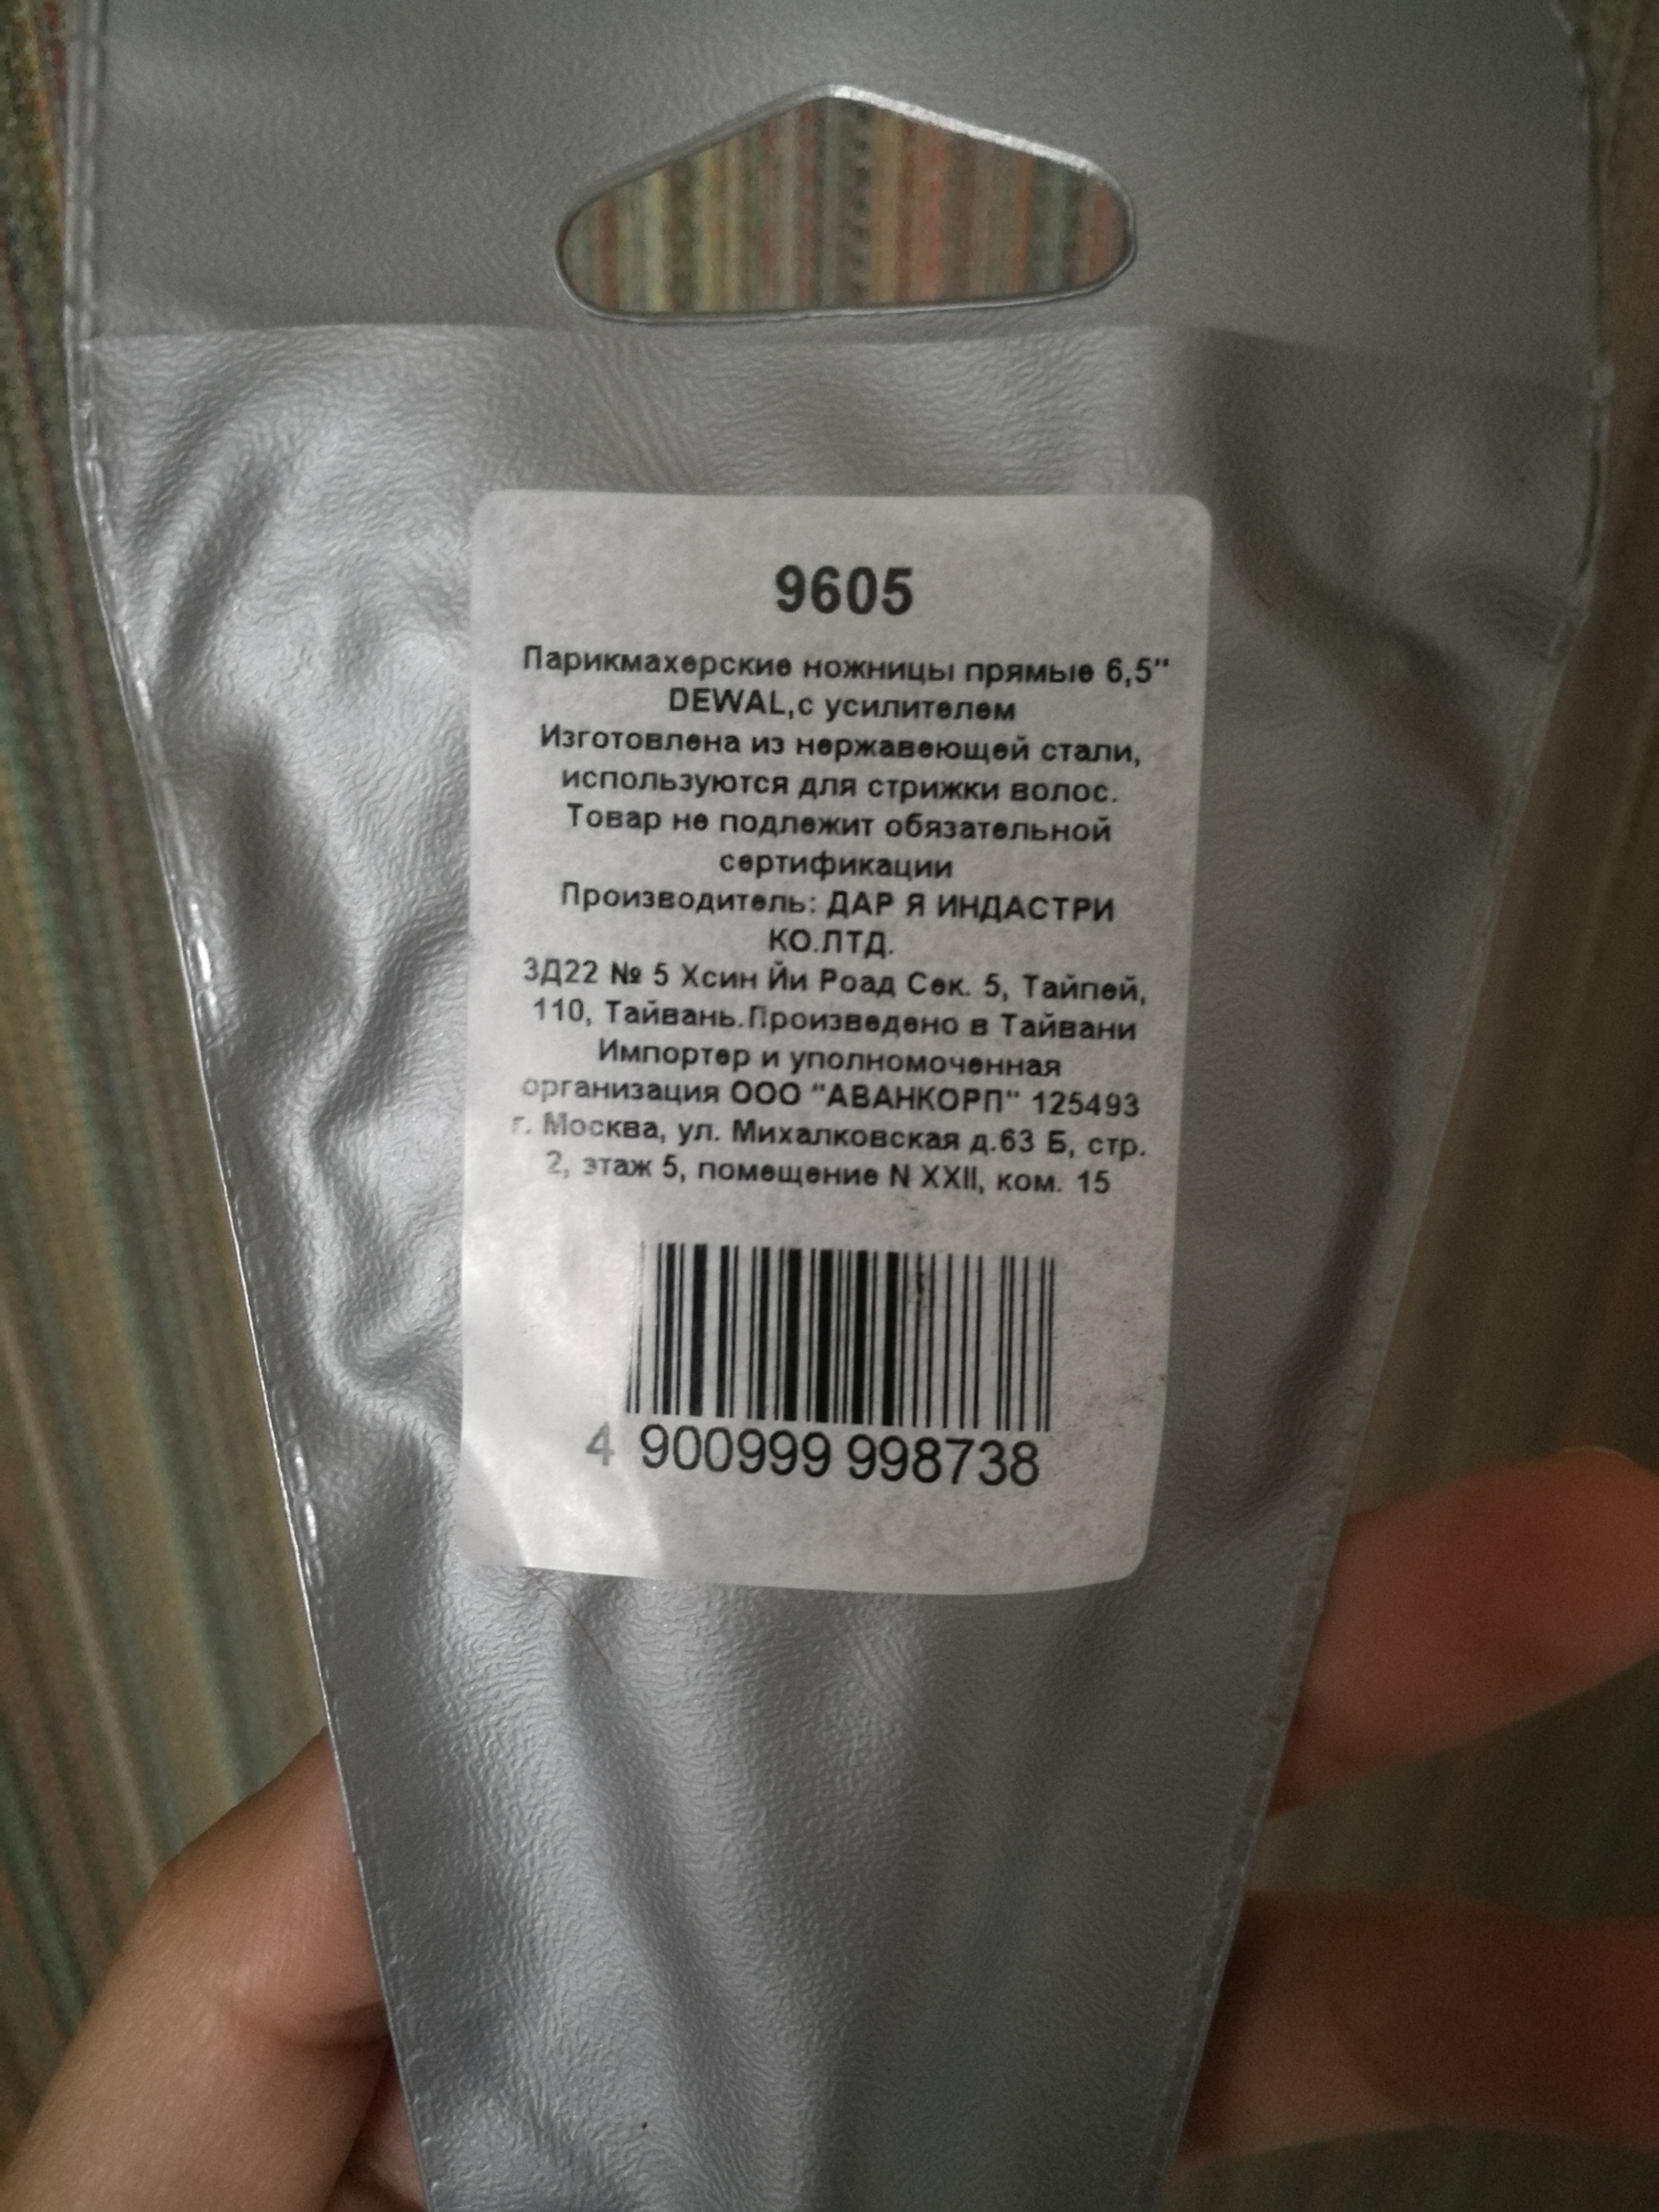 9605
Парикмахерские ножницы прямые 6,5"
DEWAL,с усилителем
Изготовлена из нержавеющей стали,
используются для стрижки волос.
Товар не подлежит обязательной
сертификации
Производитель: ДАР Я ИНДАСТРИ
КО.ЛТД.
3Д22 № 5 Хсин Йи Роад Сек. 5, Тайпей,
110, Тайвань.Произведено в Тайвани
Импортер и уполномоченная
организация ООО "АВАНКОРП" 125493
г. Москва, ул. Михалковская д.63 Б, стр.
2, этаж 5, помещение N XXII, ком. 15
4 900999 998738